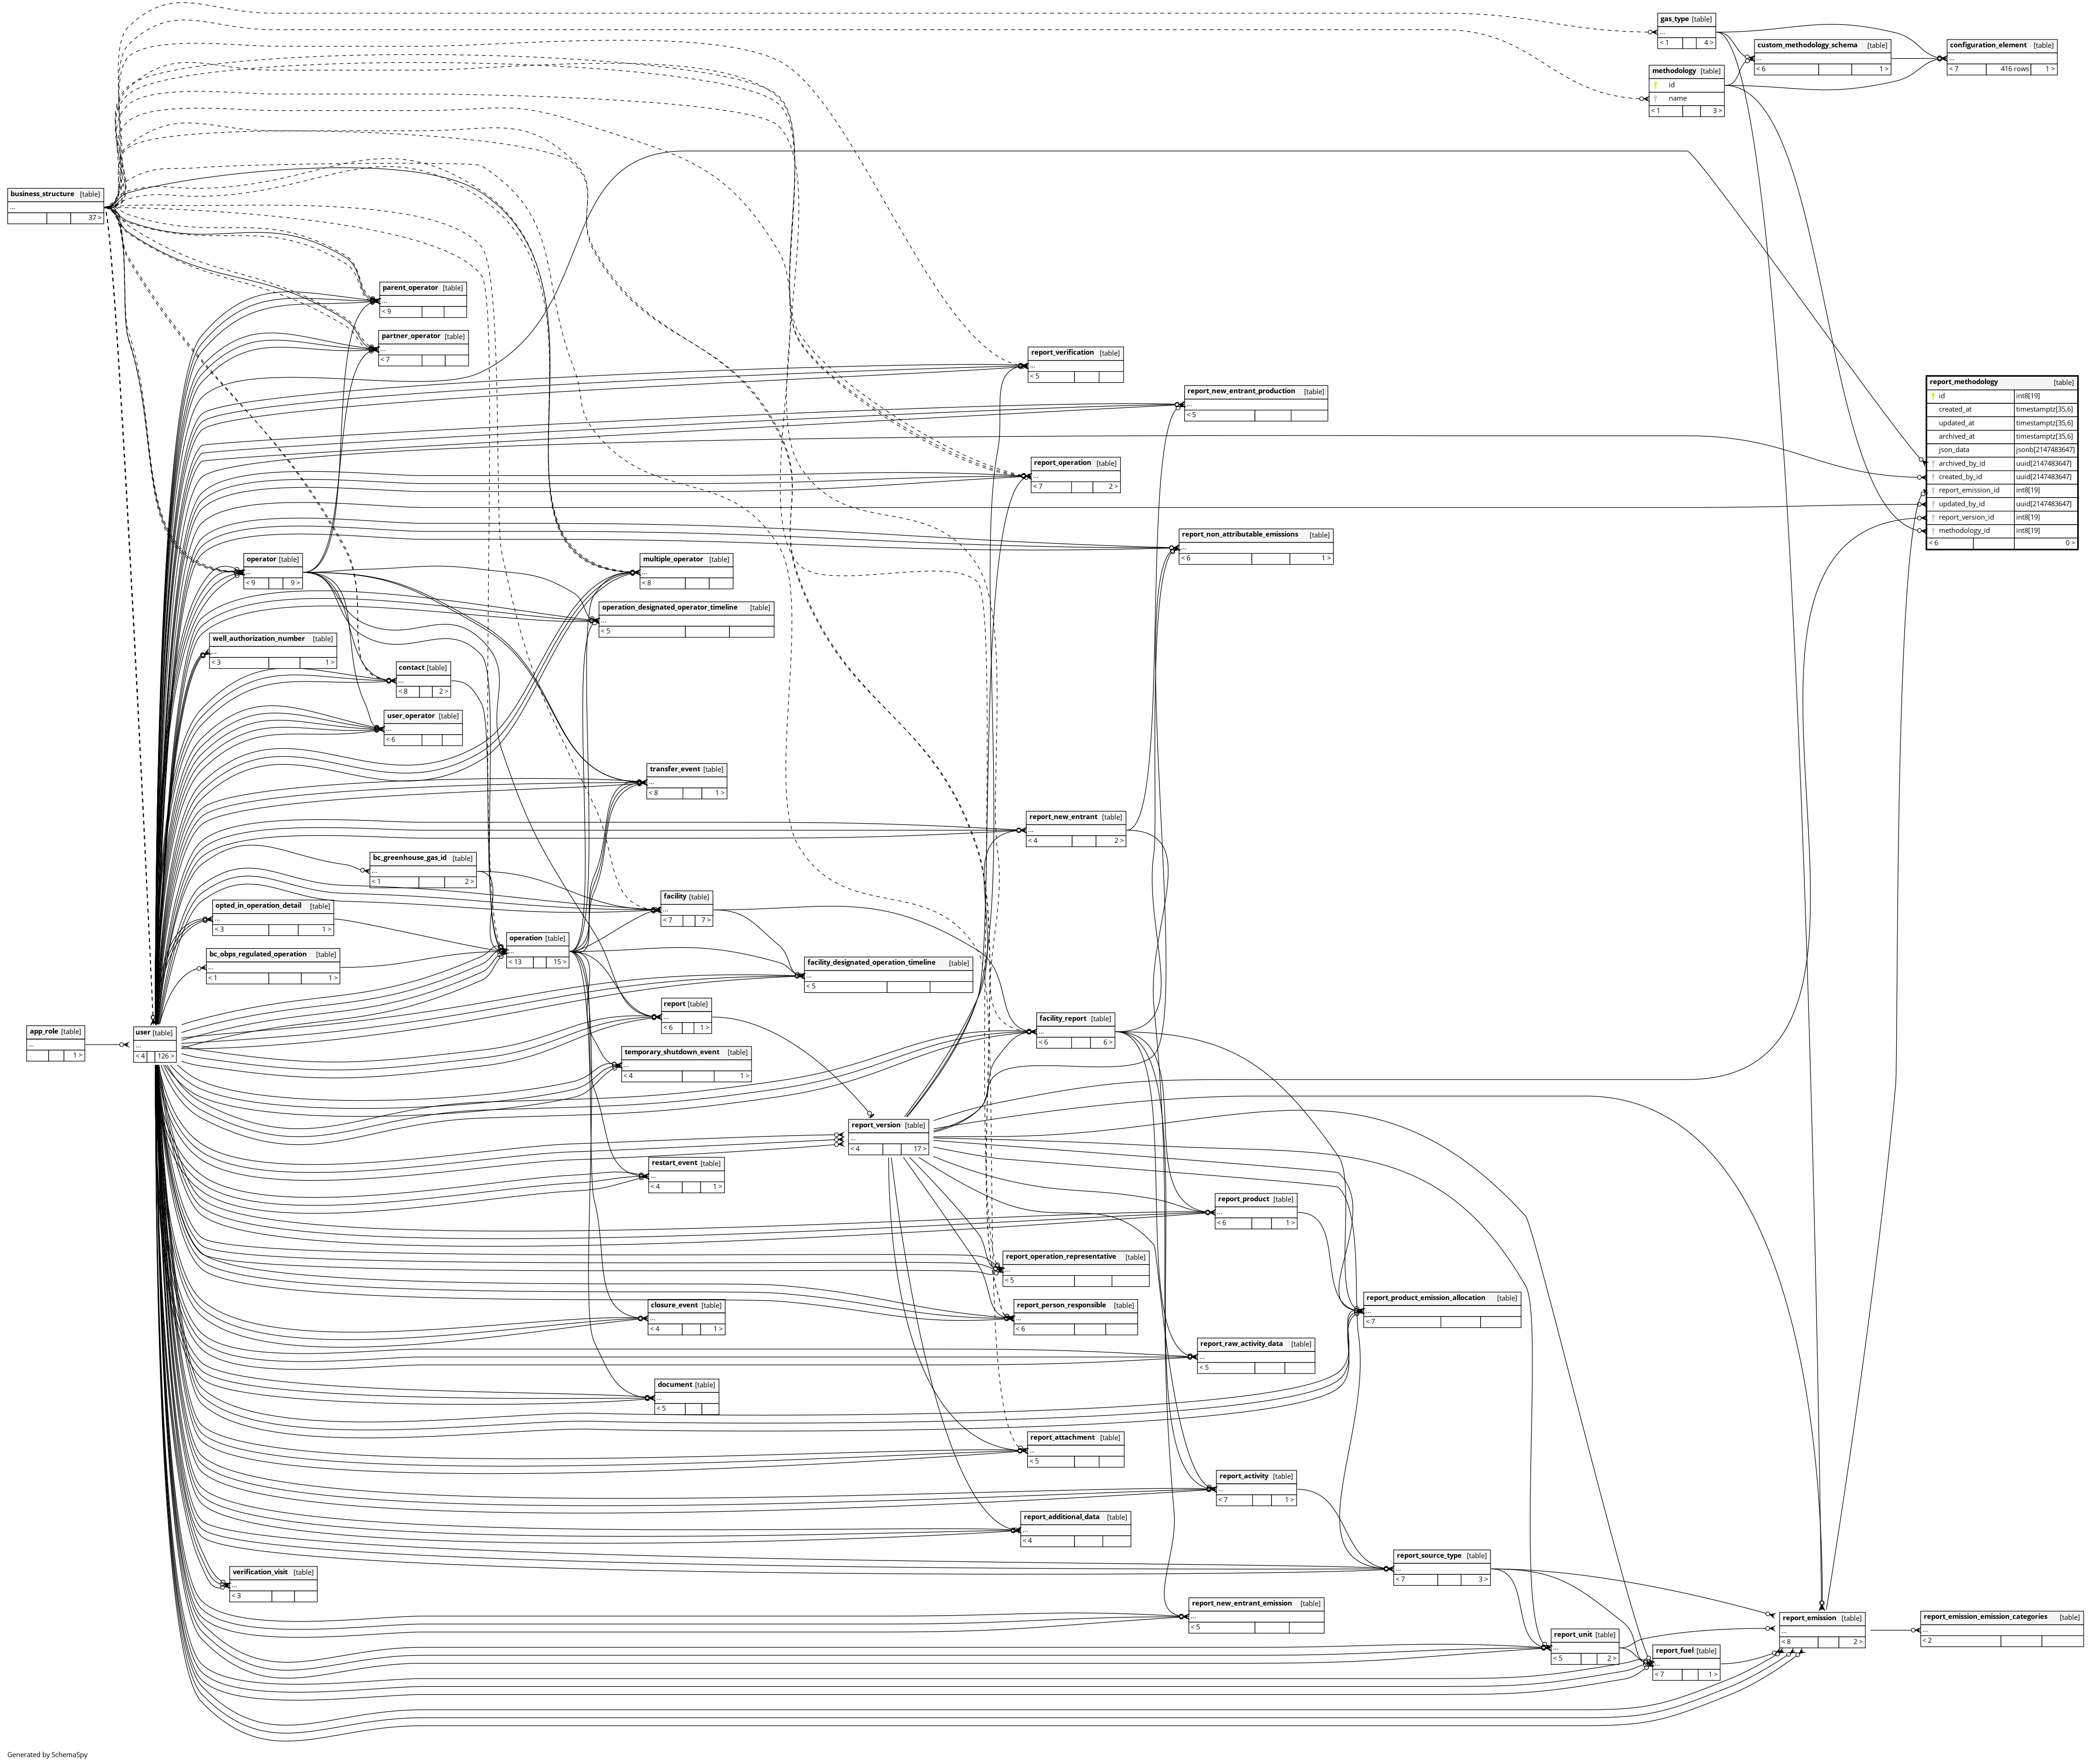 gas_type [table]
...
< 1 4 >
custom_methodology_schema [table]
...
< 6 1 >
configuration_element [table]
...
< 7 416 rows 1 >
methodology [table]
id
name
< 1 3 >
business_structure [table]
...
37 >
parent_operator [table]
...
< 9
partner_operator [table]
...
< 7
report_verification [table]
...
< 5
report_new_entrant_production [table]
...
< 5
report_methodology [table]
id int8[19]
created_at timestamptz[35,6]
updated_at timestamptz[35,6]
archived_at timestamptz[35,6]
json_data jsonb[2147483647]
archived_by_id uuid[2147483647]
created_by_id uuid[2147483647]
report_emission_id int8[19]
updated_by_id uuid[2147483647]
report_version_id int8[19]
methodology_id int8[19]
< 6 0 >
report_operation [table]
...
< 7 2 >
report_non_attributable_emissions [table]
...
< 6 1 >
operator [table]
...
< 9 9 >
multiple_operator [table]
...
< 8
operation_designated_operator_timeline [table]
...
< 5
well_authorization_number [table]
...
< 3 1 >
contact [table]
...
< 8 2 >
user_operator [table]
...
< 6
transfer_event [table]
...
< 8 1 >
report_new_entrant [table]
...
< 4 2 >
bc_greenhouse_gas_id [table]
...
< 1 2 >
facility [table]
...
< 7 7 >
opted_in_operation_detail [table]
...
< 3 1 >
operation [table]
...
< 13 15 >
bc_obps_regulated_operation [table]
...
< 1 1 >
facility_designated_operation_timeline [table]
...
< 5
report [table]
...
< 6 1 >
facility_report [table]
...
< 6 6 >
app_role [table]
...
1 >
user [table]
...
< 4 126 >
temporary_shutdown_event [table]
...
< 4 1 >
report_version [table]
...
< 4 17 >
restart_event [table]
...
< 4 1 >
report_product [table]
...
< 6 1 >
report_operation_representative [table]
...
< 5
closure_event [table]
...
< 4 1 >
report_person_responsible [table]
...
< 6
report_product_emission_allocation [table]
...
< 7
report_raw_activity_data [table]
...
< 5
document [table]
...
< 5
report_attachment [table]
...
< 5
report_activity [table]
...
< 7 1 >
report_additional_data [table]
...
< 4
report_source_type [table]
...
< 7 3 >
verification_visit [table]
...
< 3
report_new_entrant_emission [table]
...
< 5
report_emission [table]
...
< 8 2 >
report_emission_emission_categories [table]
...
< 2
report_unit [table]
...
< 5 2 >
report_fuel [table]
...
< 7 1 >
Generated by SchemaSpy